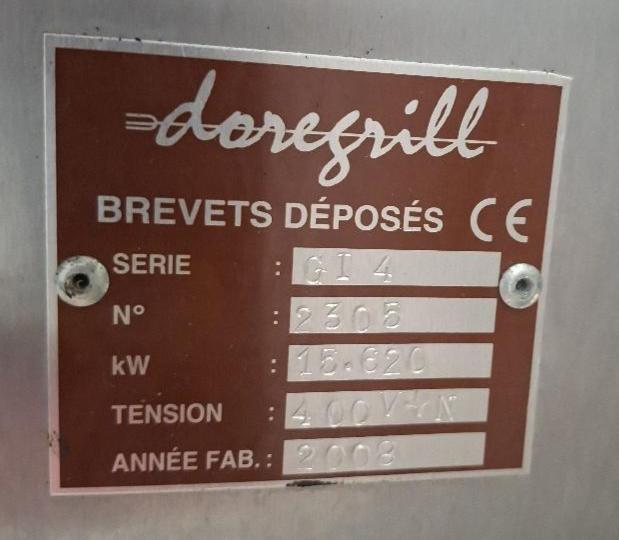 doregrill
BREVETS DÉPOSÉS CE
SERIE : GI 4
N° : 2305
kW : 15.620
TENSION : 400V+N
ANNÉE FAB. : 2008